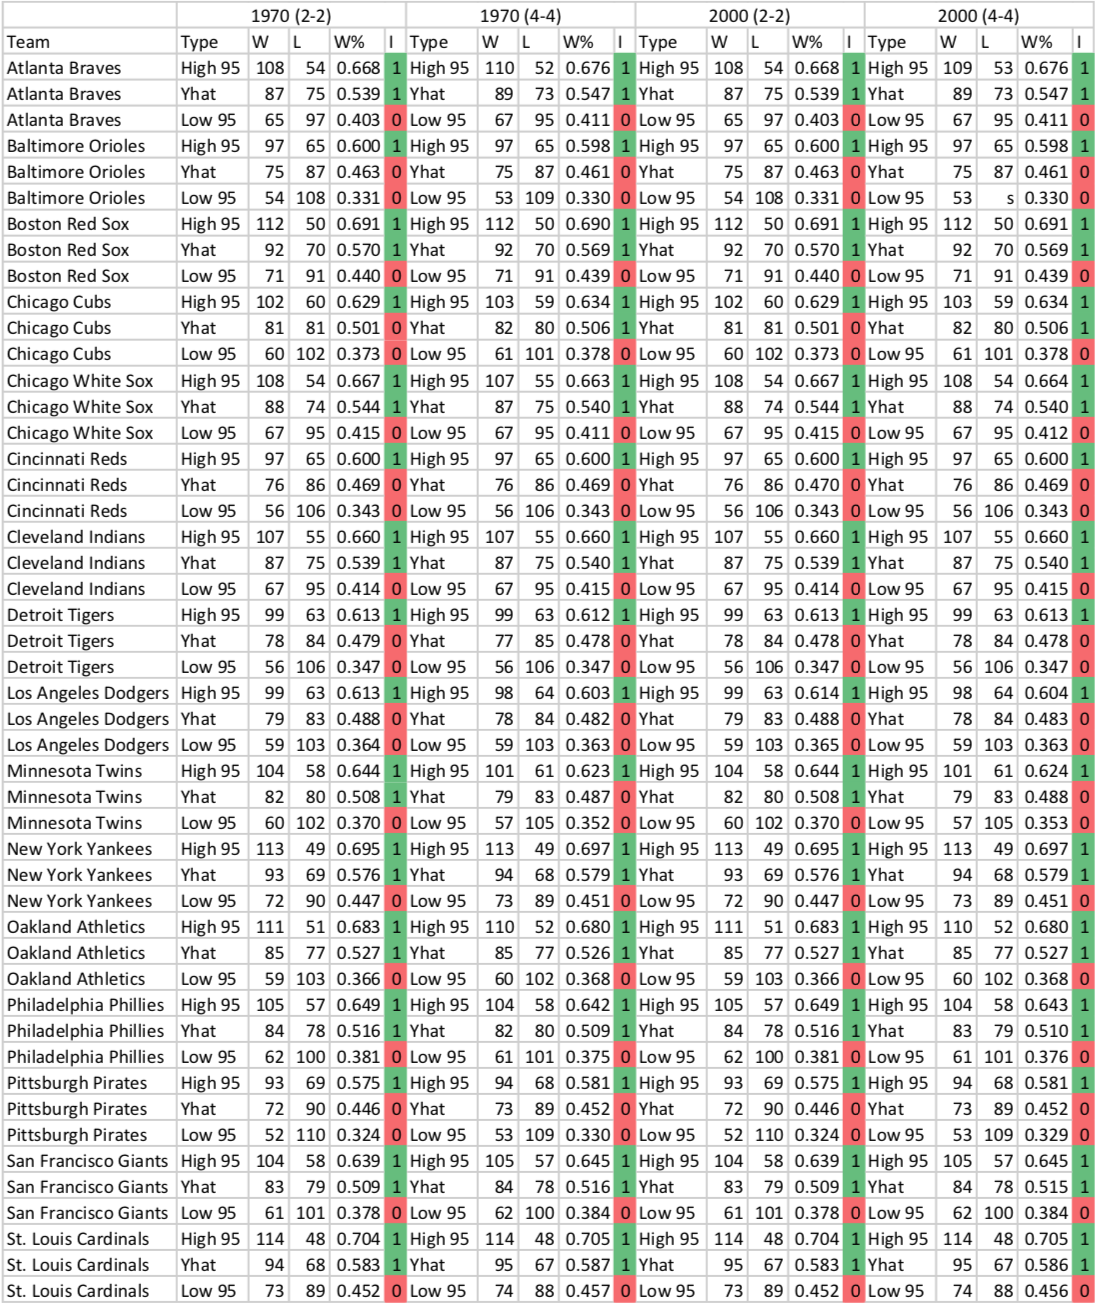 1970 (2-2) 1970 (4-4) 2000 (2-2) 2000 (4-4)
Team Type W L W% I Type W L W% I Type W L W% I Type W L W% I
Atlanta Braves High 95 108 54 0.668 1 High 95 110 52 0.676 1 High 95 108 54 0.668 1 High 95 109 53 0.676 1
Atlanta Braves Yhat 87 75 0.539 1 Yhat 89 73 0.547 1 Yhat 87 75 0.539 1 Yhat 89 73 0.547 1
Atlanta Braves Low 95 65 97 0.403 0 Low 95 67 95 0.411 0 Low 95 65 97 0.403 0 Low 95 67 95 0.411 0
Baltimore Orioles High 95 97 65 0.600 1 High 95 97 65 0.598 1 High 95 97 65 0.600 1 High 95 97 65 0.598 1
Baltimore Orioles Yhat 75 87 0.463 0 Yhat 75 87 0.461 0 Yhat 75 87 0.463 0 Yhat 75 87 0.461 0
Baltimore Orioles Low 95 54 108 0.331 0 Low 95 53 109 0.330 0 Low 95 54 108 0.331 0 Low 95 53 s 0.330 0
Boston Red Sox High 95 112 50 0.691 1 High 95 112 50 0.690 1 High 95 112 50 0.691 1 High 95 112 50 0.691 1
Boston Red Sox Yhat 92 70 0.570 1 Yhat 92 70 0.569 1 Yhat 92 70 0.570 1 Yhat 92 70 0.569 1
Boston Red Sox Low 95 71 91 0.440 0 Low 95 71 91 0.439 0 Low 95 71 91 0.440 0 Low 95 71 91 0.439 0
Chicago Cubs High 95 102 60 0.629 1 High 95 103 59 0.634 1 High 95 102 60 0.629 1 High 95 103 59 0.634 1
Chicago Cubs Yhat 81 81 0.501 0 Yhat 82 80 0.506 1 Yhat 81 81 0.501 0 Yhat 82 80 0.506 1
Chicago Cubs Low 95 60 102 0.373 0 Low 95 61 101 0.378 0 Low 95 60 102 0.373 0 Low 95 61 101 0.378 0
Chicago White Sox High 95 108 54 0.667 1 High 95 107 55 0.663 1 High 95 108 54 0.667 1 High 95 108 54 0.664 1
Chicago White Sox Yhat 88 74 0.544 1 Yhat 87 75 0.540 1 Yhat 88 74 0.544 1 Yhat 88 74 0.540 1
Chicago White Sox Low 95 67 95 0.415 0 Low 95 67 95 0.411 0 Low 95 67 95 0.415 0 Low 95 67 95 0.412 0
Cincinnati Reds High 95 97 65 0.600 1 High 95 97 65 0.600 1 High 95 97 65 0.600 1 High 95 97 65 0.600 1
Cincinnati Reds Yhat 76 86 0.469 0 Yhat 76 86 0.469 0 Yhat 76 86 0.470 0 Yhat 76 86 0.469 0
Cincinnati Reds Low 95 56 106 0.343 0 Low 95 56 106 0.343 0 Low 95 56 106 0.343 0 Low 95 56 106 0.343 0
Cleveland Indians High 95 107 55 0.660 1 High 95 107 55 0.660 1 High 95 107 55 0.660 1 High 95 107 55 0.660 1
Cleveland Indians Yhat 87 75 0.539 1 Yhat 87 75 0.540 1 Yhat 87 75 0.539 1 Yhat 87 75 0.540 1
Cleveland Indians Low 95 67 95 0.414 0 Low 95 67 95 0.415 0 Low 95 67 95 0.414 0 Low 95 67 95 0.415 0
Detroit Tigers High 95 99 63 0.613 1 High 95 99 63 0.612 1 High 95 99 63 0.613 1 High 95 99 63 0.613 1
Detroit Tigers Yhat 78 84 0.479 0 Yhat 77 85 0.478 0 Yhat 78 84 0.478 0 Yhat 78 84 0.478 0
Detroit Tigers Low 95 56 106 0.347 0 Low 95 56 106 0.347 0 Low 95 56 106 0.347 0 Low 95 56 106 0.347 0
Los Angeles Dodgers High 95 99 63 0.613 1 High 95 98 64 0.603 1 High 95 99 63 0.614 1 High 95 98 64 0.604 1
Los Angeles Dodgers Yhat 79 83 0.488 0 Yhat 78 84 0.482 0 Yhat 79 83 0.488 0 Yhat 78 84 0.483 0
Los Angeles Dodgers Low 95 59 103 0.364 0 Low 95 59 103 0.363 0 Low 95 59 103 0.365 0 Low 95 59 103 0.363 0
Minnesota Twins High 95 104 58 0.644 1 High 95 101 61 0.623 1 High 95 104 58 0.644 1 High 95 101 61 0.624 1
Minnesota Twins Yhat 82 80 0.508 1 Yhat 79 83 0.487 0 Yhat 82 80 0.508 1 Yhat 79 83 0.488 0
Minnesota Twins Low 95 60 102 0.370 0 Low 95 57 105 0.352 0 Low 95 60 102 0.370 0 Low 95 57 105 0.353 0
New York Yankees High 95 113 49 0.695 1 High 95 113 49 0.697 1 High 95 113 49 0.695 1 High 95 113 49 0.697 1
New York Yankees Yhat 93 69 0.576 1 Yhat 94 68 0.579 1 Yhat 93 69 0.576 1 Yhat 94 68 0.579 1
New York Yankees Low 95 72 90 0.447 0 Low 95 73 89 0.451 0 Low 95 72 90 0.447 0 Low 95 73 89 0.451 0
Oakland Athletics High 95 111 51 0.683 1 High 95 110 52 0.680 1 High 95 111 51 0.683 1 High 95 110 52 0.680 1
Oakland Athletics Yhat 85 77 0.527 1 Yhat 85 77 0.526 1 Yhat 85 77 0.527 1 Yhat 85 77 0.527 1
Oakland Athletics Low 95 59 103 0.366 0 Low 95 60 102 0.368 0 Low 95 59 103 0.366 0 Low 95 60 102 0.368 0
Philadelphia Phillies High 95 105 57 0.649 1 High 95 104 58 0.642 1 High 95 105 57 0.649 1 High 95 104 58 0.643 1
Philadelphia Phillies Yhat 84 78 0.516 1 Yhat 82 80 0.509 1 Yhat 84 78 0.516 1 Yhat 83 79 0.510 1
Philadelphia Phillies Low 95 62 100 0.381 0 Low 95 61 101 0.375 0 Low 95 62 100 0.381 0 Low 95 61 101 0.376 0
Pittsburgh Pirates High 95 93 69 0.575 1 High 95 94 68 0.581 1 High 95 93 69 0.575 1 High 95 94 68 0.581 1
Pittsburgh Pirates Yhat 72 90 0.446 0 Yhat 73 89 0.452 0 Yhat 72 90 0.446 0 Yhat 73 89 0.452 0
Pittsburgh Pirates Low 95 52 110 0.324 0 Low 95 53 109 0.330 0 Low 95 52 110 0.324 0 Low 95 53 109 0.329 0
San Francisco Giants High 95 104 58 0.639 1 High 95 105 57 0.645 1 High 95 104 58 0.639 1 High 95 105 57 0.645 1
San Francisco Giants Yhat 83 79 0.509 1 Yhat 84 78 0.516 1 Yhat 83 79 0.509 1 Yhat 84 78 0.515 1
San Francisco Giants Low 95 61 101 0.378 0 Low 95 62 100 0.384 0 Low 95 61 101 0.378 0 Low 95 62 100 0.384 0
St. Louis Cardinals High 95 114 48 0.704 1 High 95 114 48 0.705 1 High 95 114 48 0.704 1 High 95 114 48 0.705 1
St. Louis Cardinals Yhat 94 68 0.583 1 Yhat 95 67 0.587 1 Yhat 95 67 0.583 1 Yhat 95 67 0.586 1
St. Louis Cardinals Low 95 73 89 0.452 0 Low 95 74 88 0.457 0 Low 95 73 89 0.452 0 Low 95 74 88 0.456 0